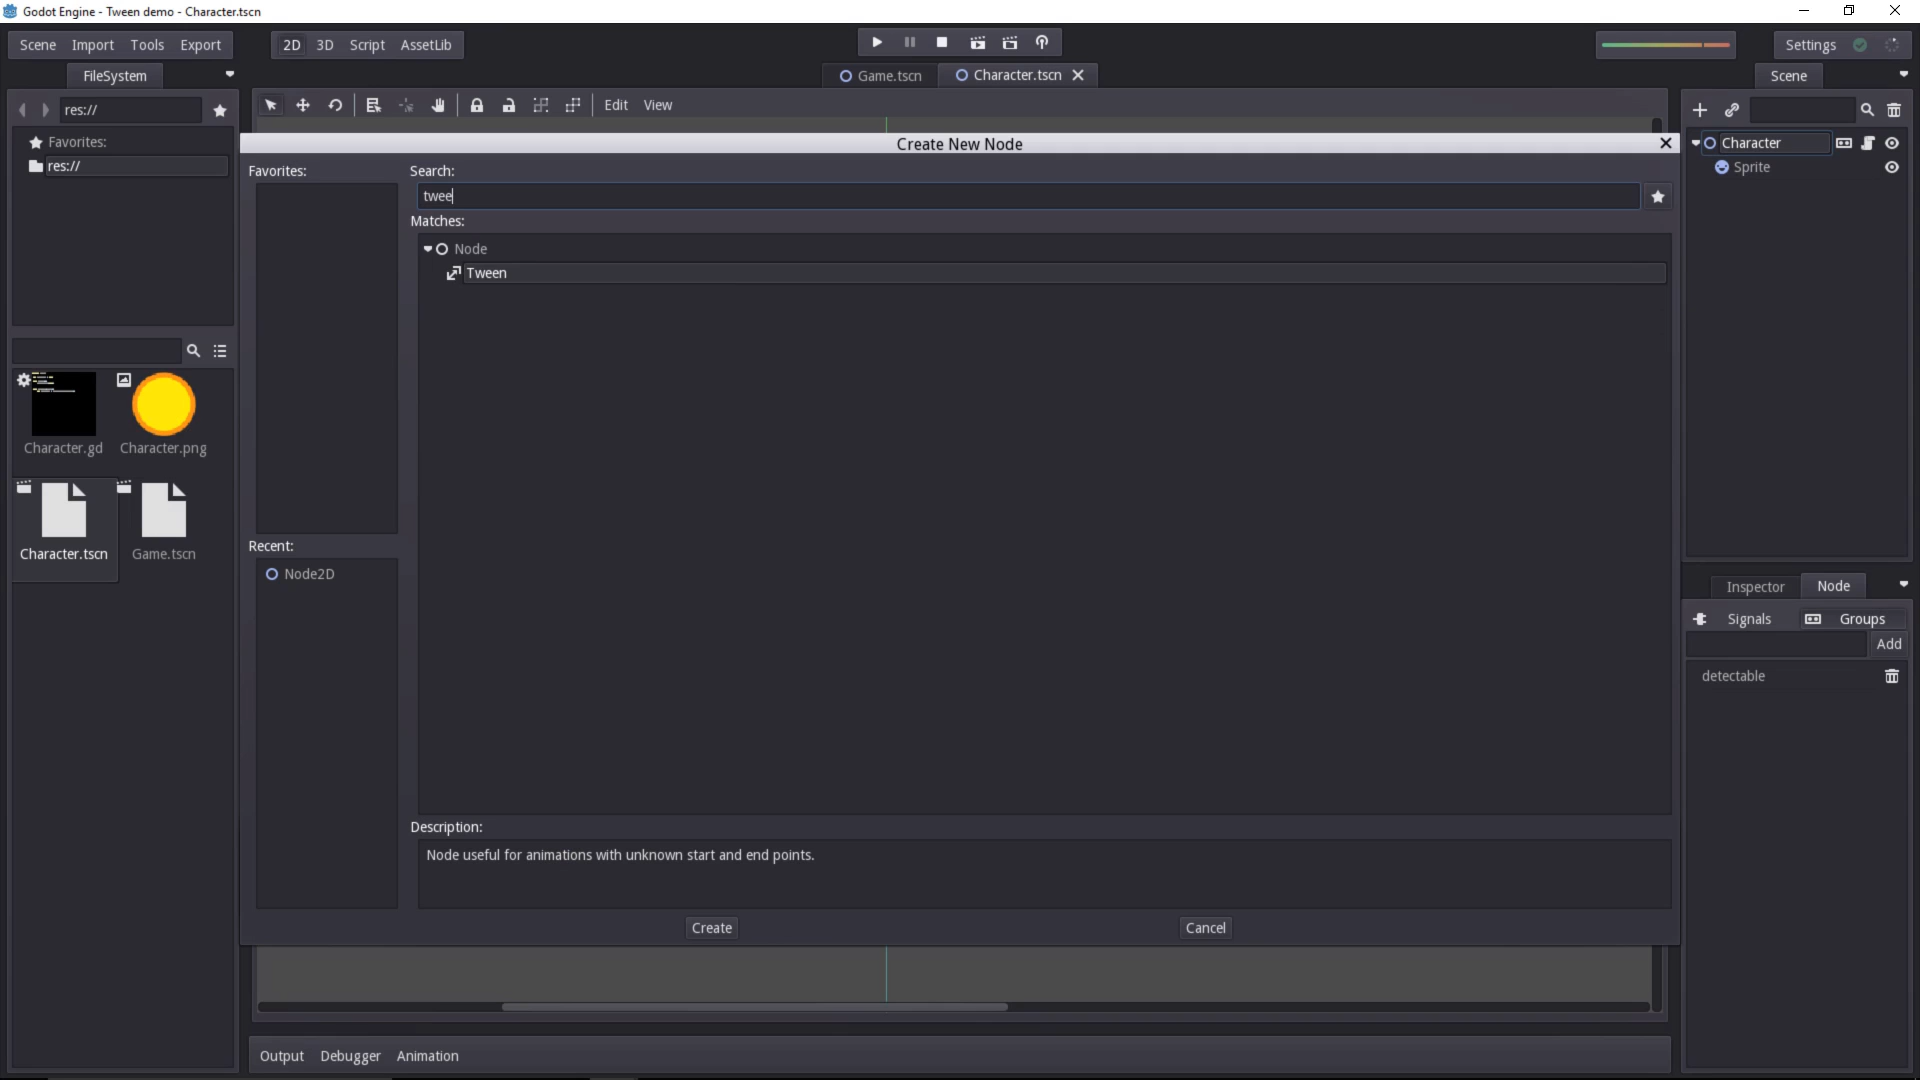 Godot Engine - Tween demo - Character.tscn
Scene Import Tools Export
2D 3D Script AssetLib
Settings
FileSystem
Game.tscn
Character.tscn
Scene
res://
Edit View
Favorites:
res://
Create New Node
Favorites:
Search:
twee
Matches:
Node
Tween
Character
Sprite
Character.gd
Character.png
Character.tscn
Game.tscn
Recent:
Node2D
Inspector
Node
Signals
Groups
Add
detectable
Description:
Node useful for animations with unknown start and end points.
Create
Cancel
Output Debugger Animation